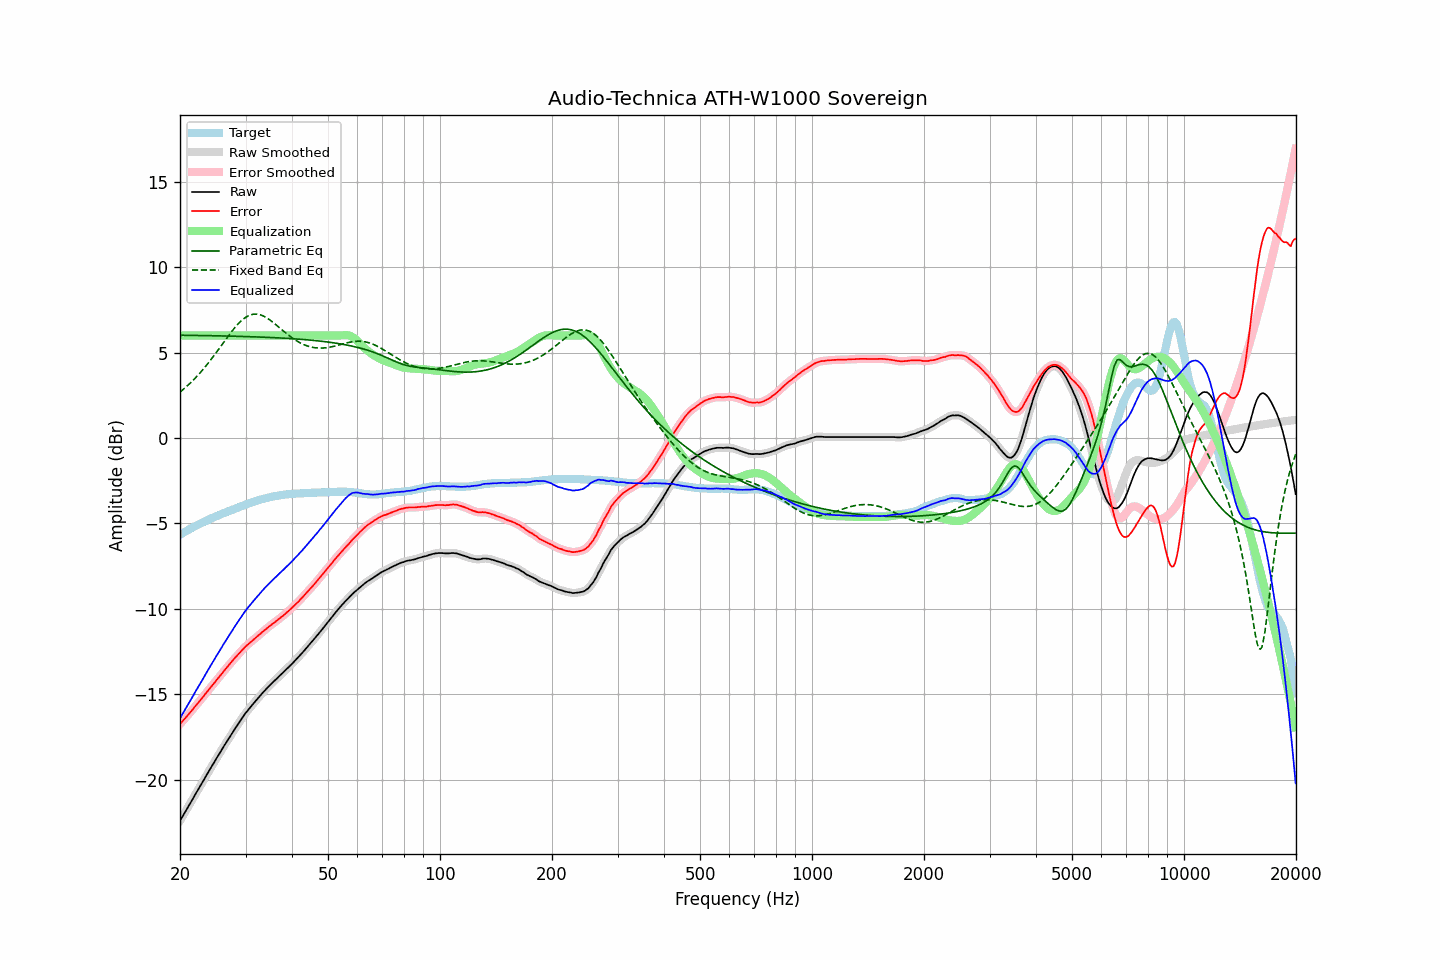 Audio-Technica ATH-W1000 Sovereign
Target
Raw Smoothed
Error Smoothed
Raw
Error
Equalization
Parametric Eq
Fixed Band Eq
Equalized
15
10
5
0
−5
−10
−15
−20
Amplitude (dBr)
20
50
100
200
500
1000
2000
5000
10000
20000
Frequency (Hz)